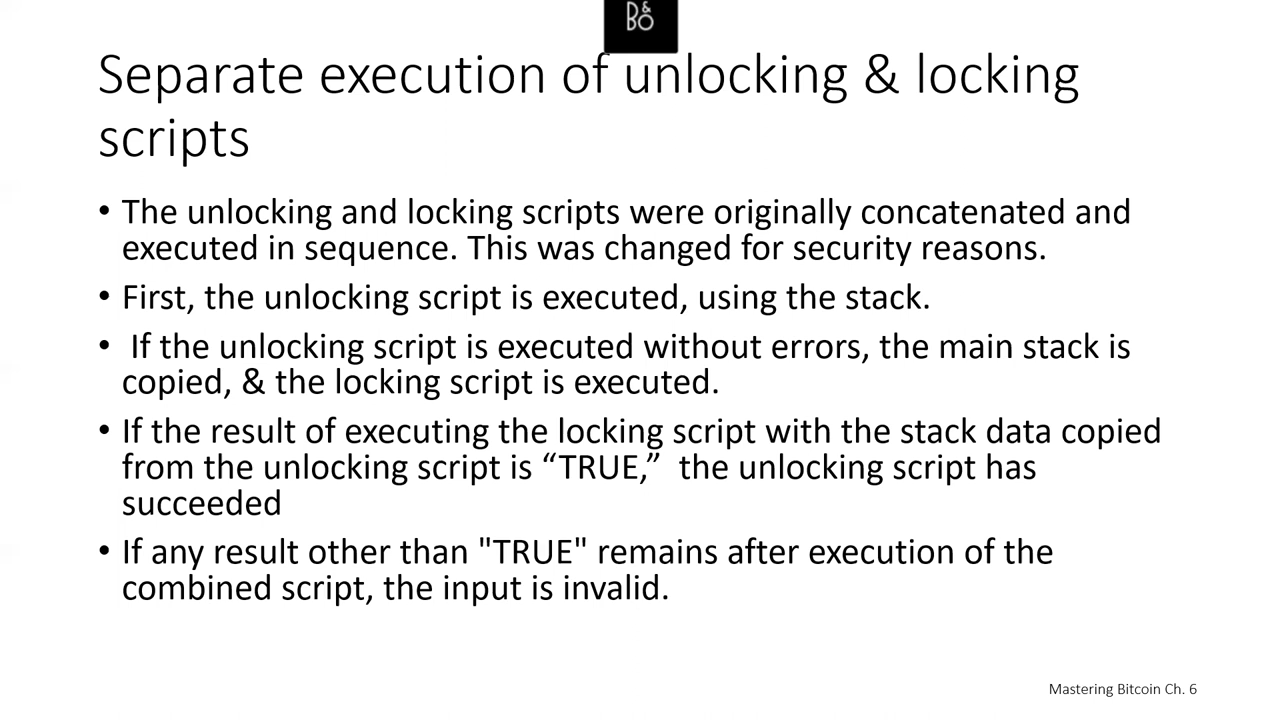 B&O
Separate execution of unlocking & locking
scripts
• The unlocking and locking scripts were originally concatenated and
executed in sequence. This was changed for security reasons.
• First, the unlocking script is executed, using the stack.
• If the unlocking script is executed without errors, the main stack is
copied, & the locking script is executed.
• If the result of executing the locking script with the stack data copied
from the unlocking script is “TRUE,” the unlocking script has
succeeded
• If any result other than "TRUE" remains after execution of the
combined script, the input is invalid.
Mastering Bitcoin Ch. 6